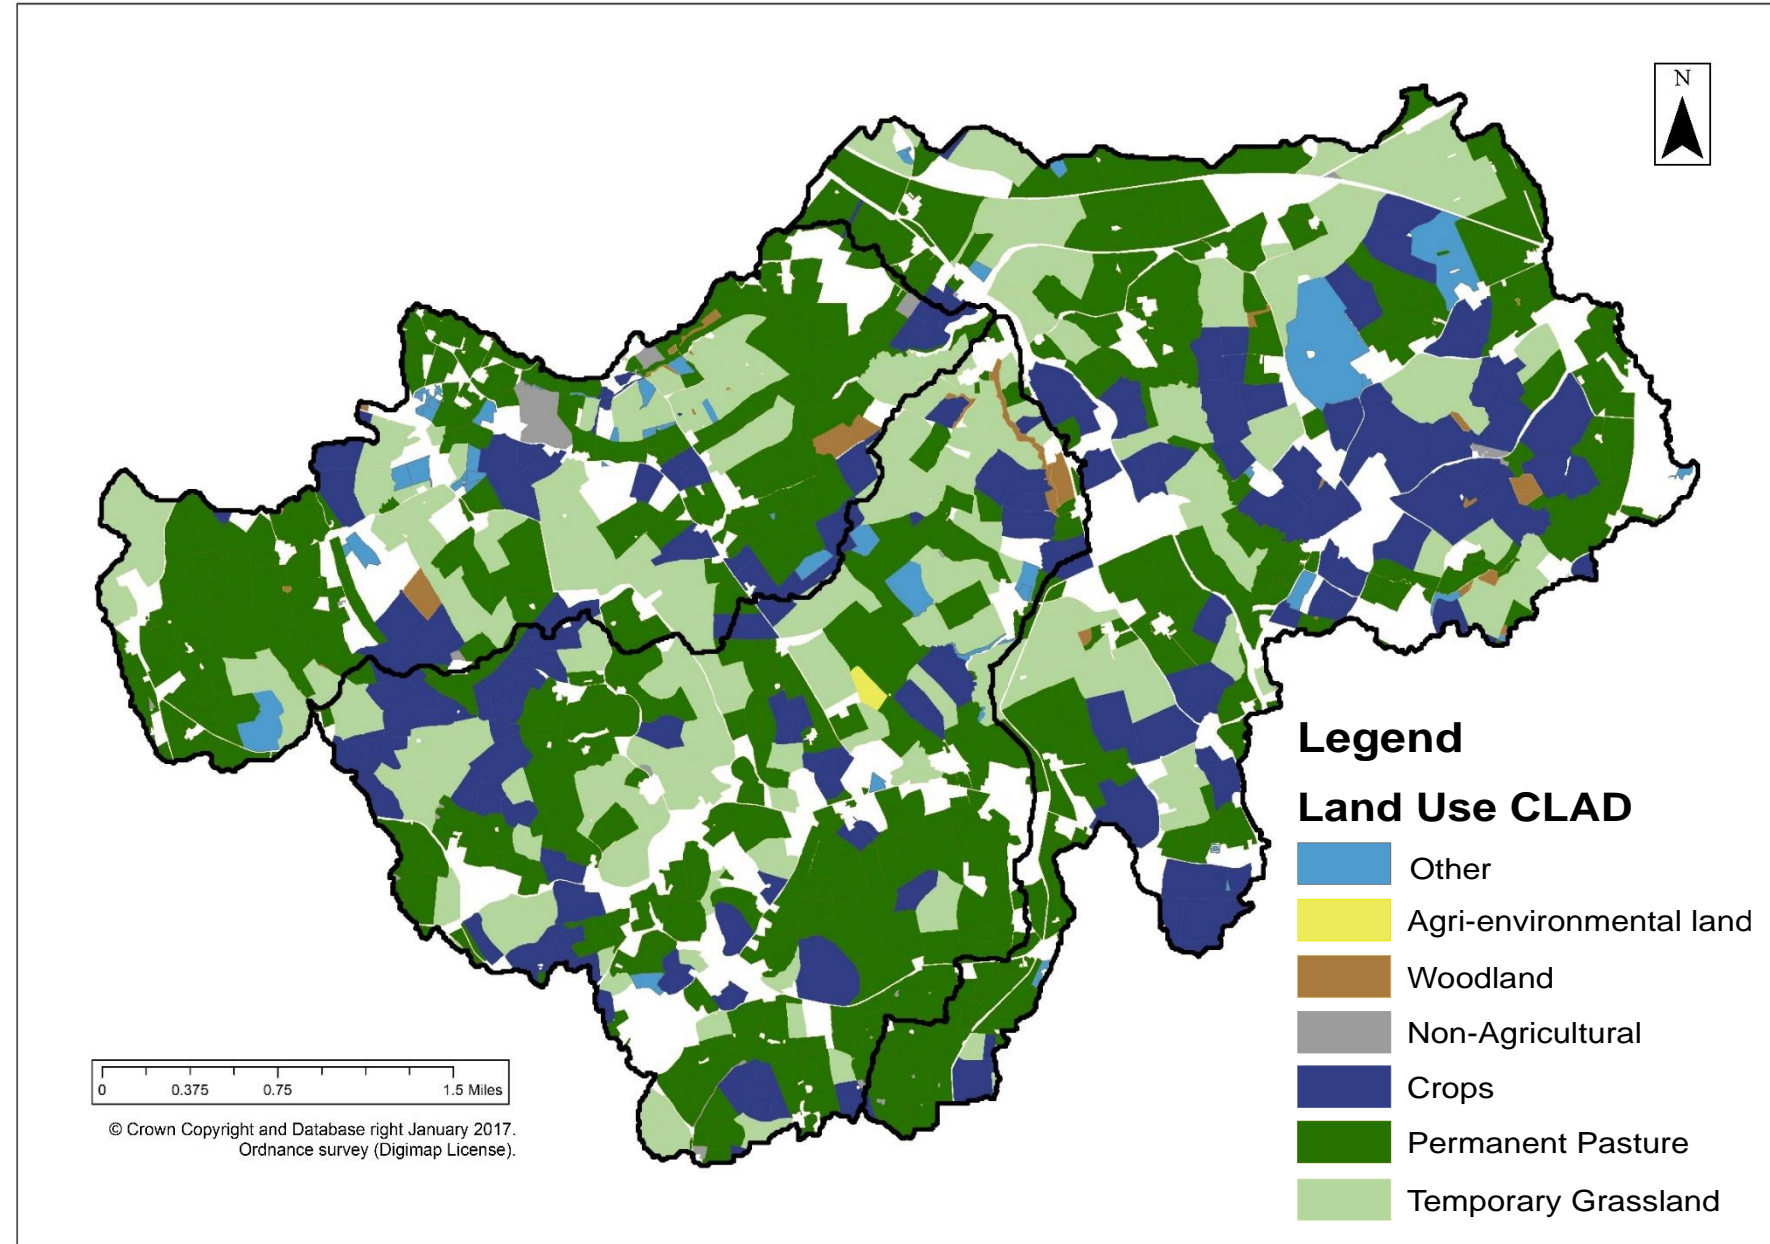 N
Legend
Land Use CLAD
Other
Agri-environmental land
Woodland
Non-Agricultural
Crops
Permanent Pasture
Temporary Grassland
0 0.375 0.75 1.5 Miles
© Crown Copyright and Database right January 2017.
Ordnance survey (Digimap License).